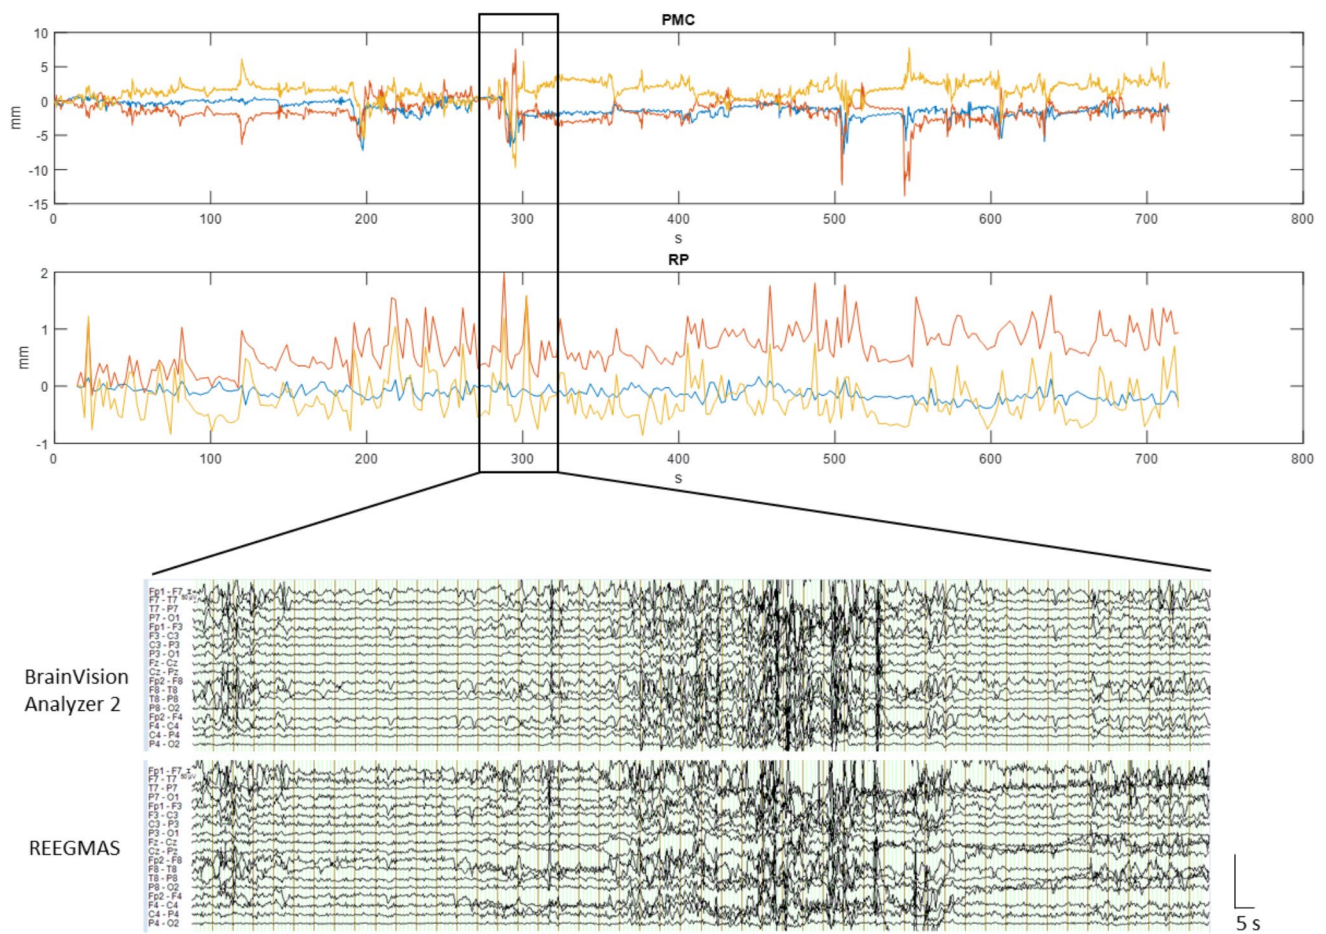 PMC
10
5
0
-5
-10
-15
mm
0 100 200 300 400 500 600 700 800
s
RP
2
1
0
-1
mm
0 100 200 300 400 500 600 700 800
s
BrainVision
Analyzer 2
Fp1 - F7
F7 - T7
T7 - P7
P7 - O1
Fp1 - F3
F3 - C3
C3 - P3
P3 - O1
Fz - Cz
Cz - Pz
Fp2 - F8
F8 - T8
T8 - P8
P8 - O2
Fp2 - F4
F4 - C4
C4 - P4
P4 - O2
REEGMAS
Fp1 - F7
F7 - T7
T7 - P7
P7 - O1
Fp1 - F3
F3 - C3
C3 - P3
P3 - O1
Fz - Cz
Cz - Pz
Fp2 - F8
F8 - T8
T8 - P8
P8 - O2
Fp2 - F4
F4 - C4
C4 - P4
P4 - O2
5 s